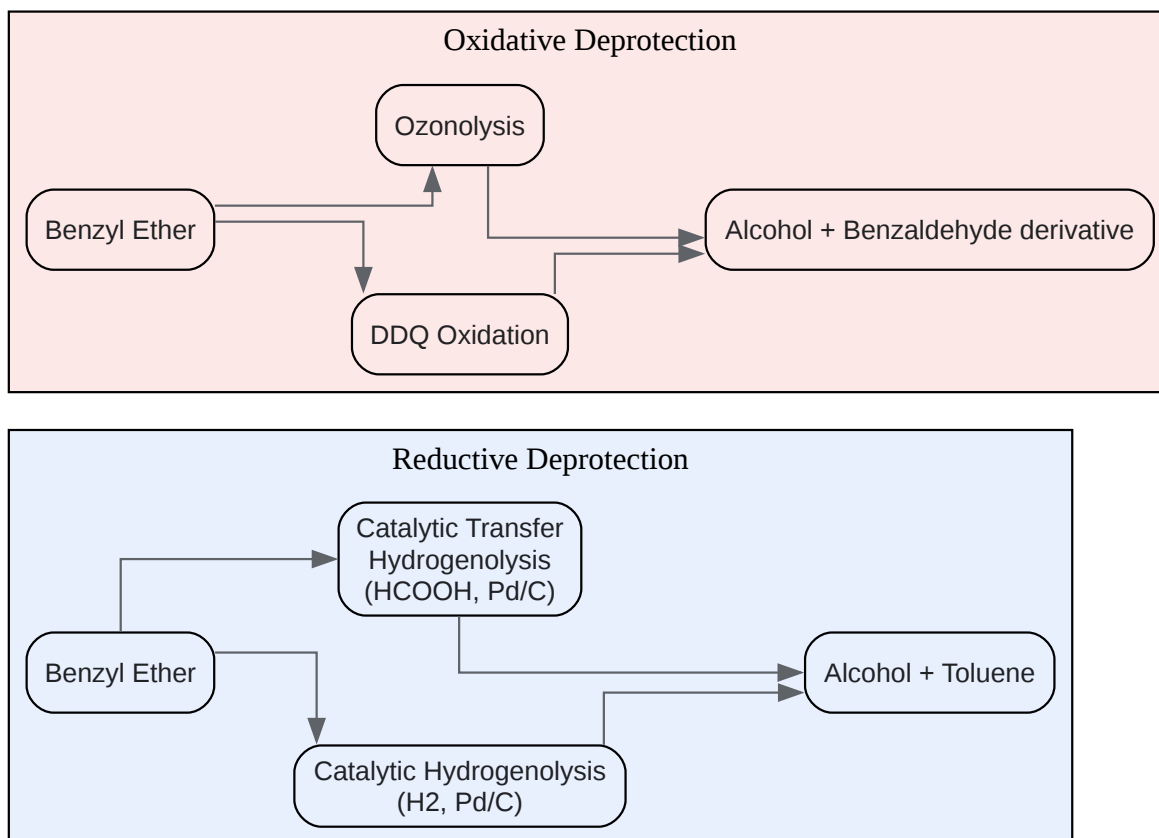 Oxidative Deprotection
Ozonolysis
Benzyl Ether
Alcohol + Benzaldehyde derivative
DDQ Oxidation
Reductive Deprotection
Catalytic Transfer
Hydrogenolysis
(HCOOH, Pd/C)
Benzyl Ether
Alcohol + Toluene
Catalytic Hydrogenolysis
(H2, Pd/C)